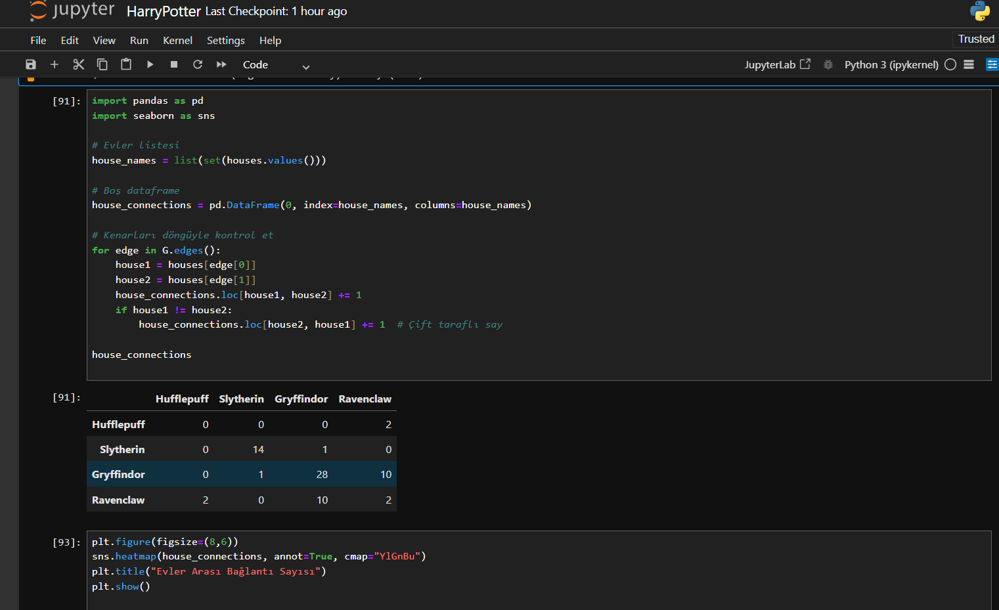 jupyter HarryPotter Last Checkpoint: 1 hour ago
File Edit View Run Kernel Settings Help
Trusted
Code
JupyterLab
Python 3 (ipykernel)
[91]:
import pandas as pd
import seaborn as sns
# Evler listesi
house_names = list(set(houses.values()))
# Boş dataframe
house_connections = pd.DataFrame(0, index=house_names, columns=house_names)
# Kenarları döngüyle kontrol et
for edge in G.edges():
    house1 = houses[edge[0]]
    house2 = houses[edge[1]]
    house_connections.loc[house1, house2] += 1
    if house1 != house2:
        house_connections.loc[house2, house1] += 1  # Çift taraflı say
house_connections
[91]:
Hufflepuff Slytherin Gryffindor Ravenclaw
Hufflepuff 0 0 0 2
Slytherin 0 14 1 0
Gryffindor 0 1 28 10
Ravenclaw 2 0 10 2
[93]:
plt.figure(figsize=(8,6))
sns.heatmap(house_connections, annot=True, cmap="YlGnBu")
plt.title("Evler Arası Bağlantı Sayısı")
plt.show()